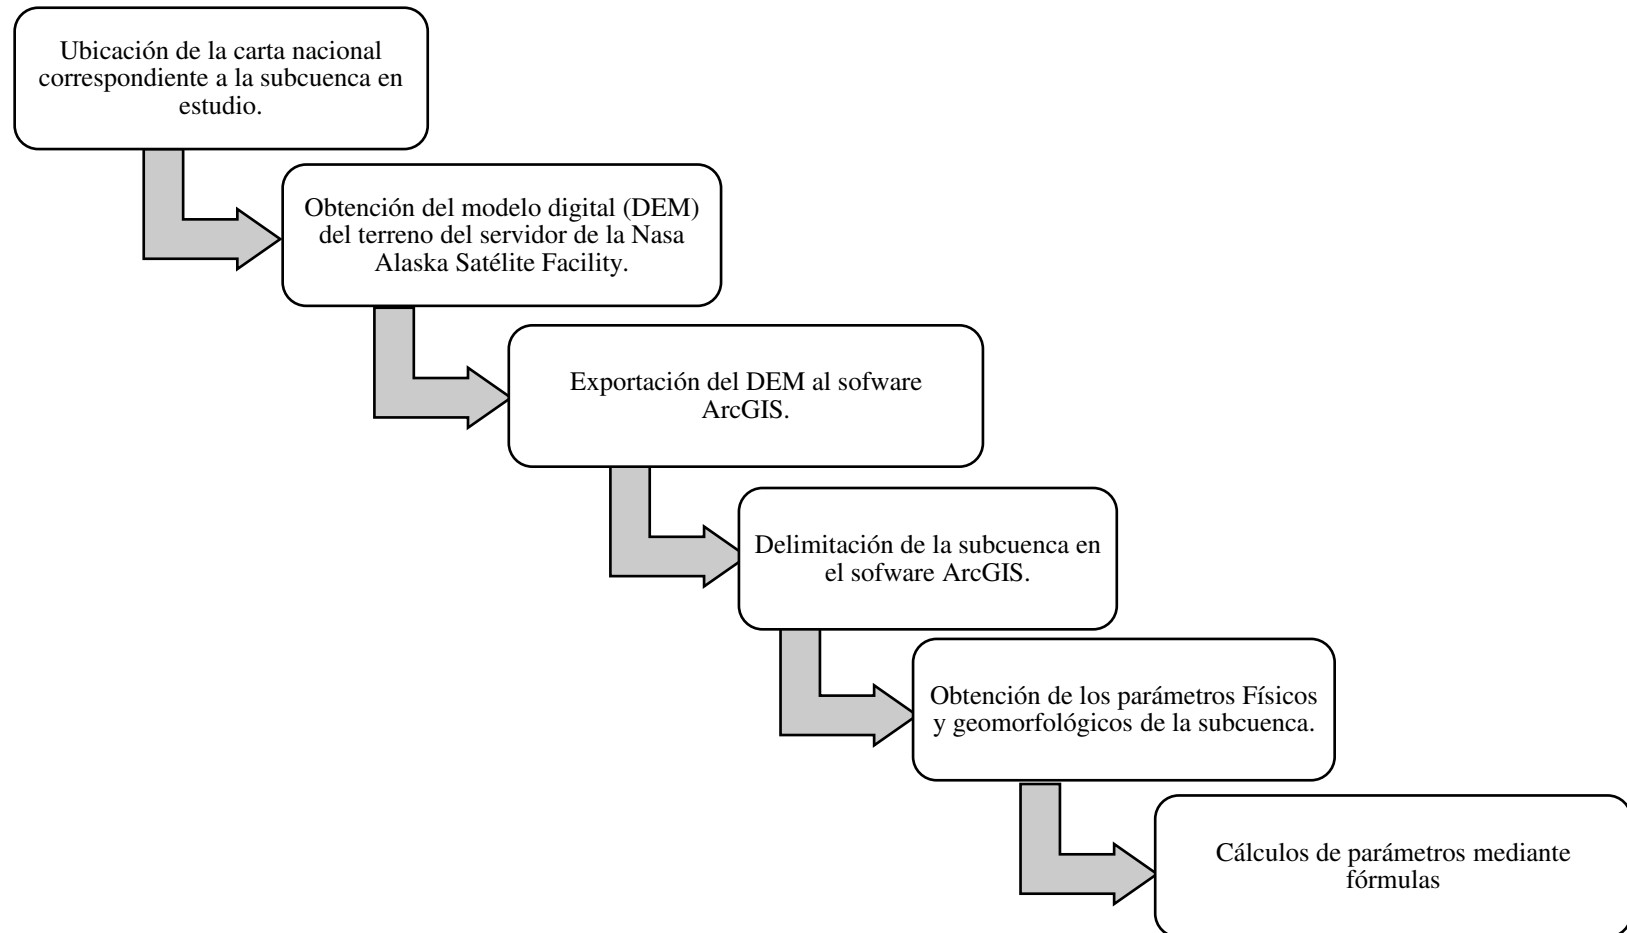 Ubicación de la carta nacional
correspondiente a la subcuenca en
estudio.
Obtención del modelo digital (DEM)
del terreno del servidor de la Nasa
Alaska Satélite Facility.
Exportación del DEM al sofware
ArcGIS.
Delimitación de la subcuenca en
el sofware ArcGIS.
Obtención de los parámetros Físicos
y geomorfológicos de la subcuenca.
Cálculos de parámetros mediante
fórmulas